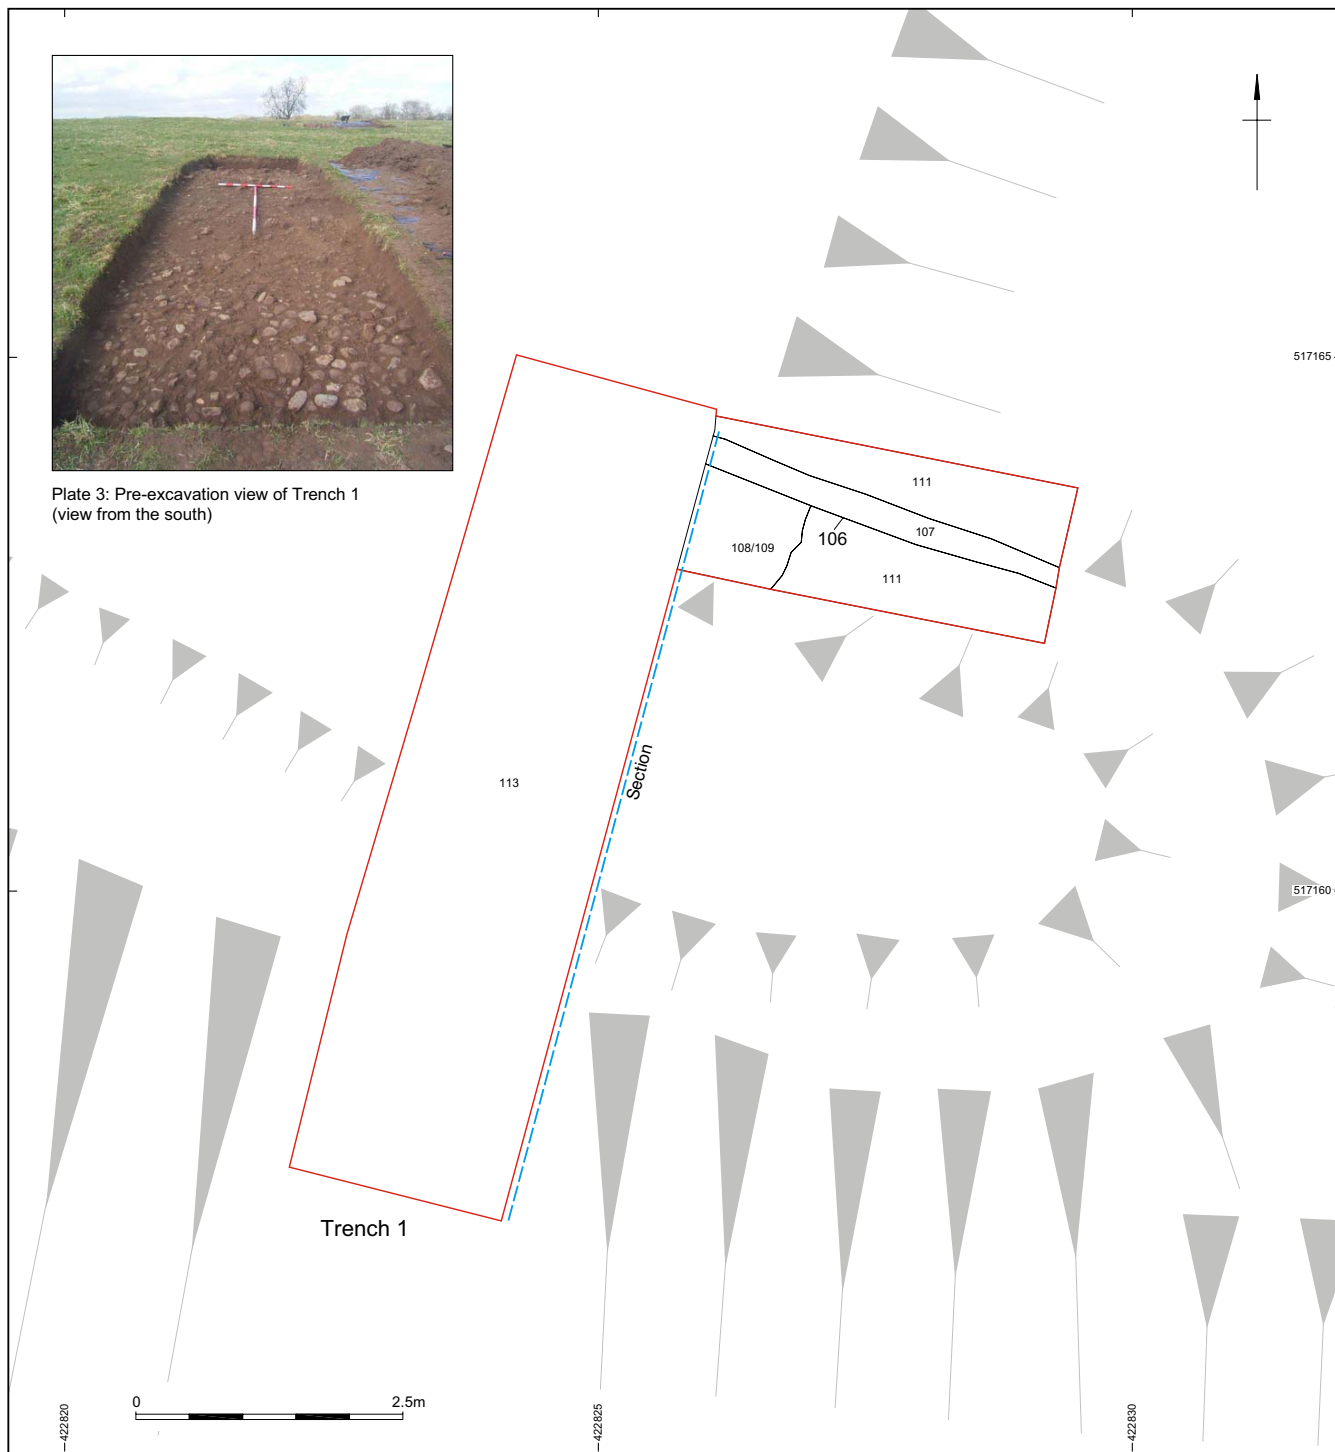 Plate 3: Pre-excavation view of Trench 1
(view from the south)
517165
111
107
106
108/109
111
Section
113
517160
Trench 1
0 2.5m
422820
422825
422830